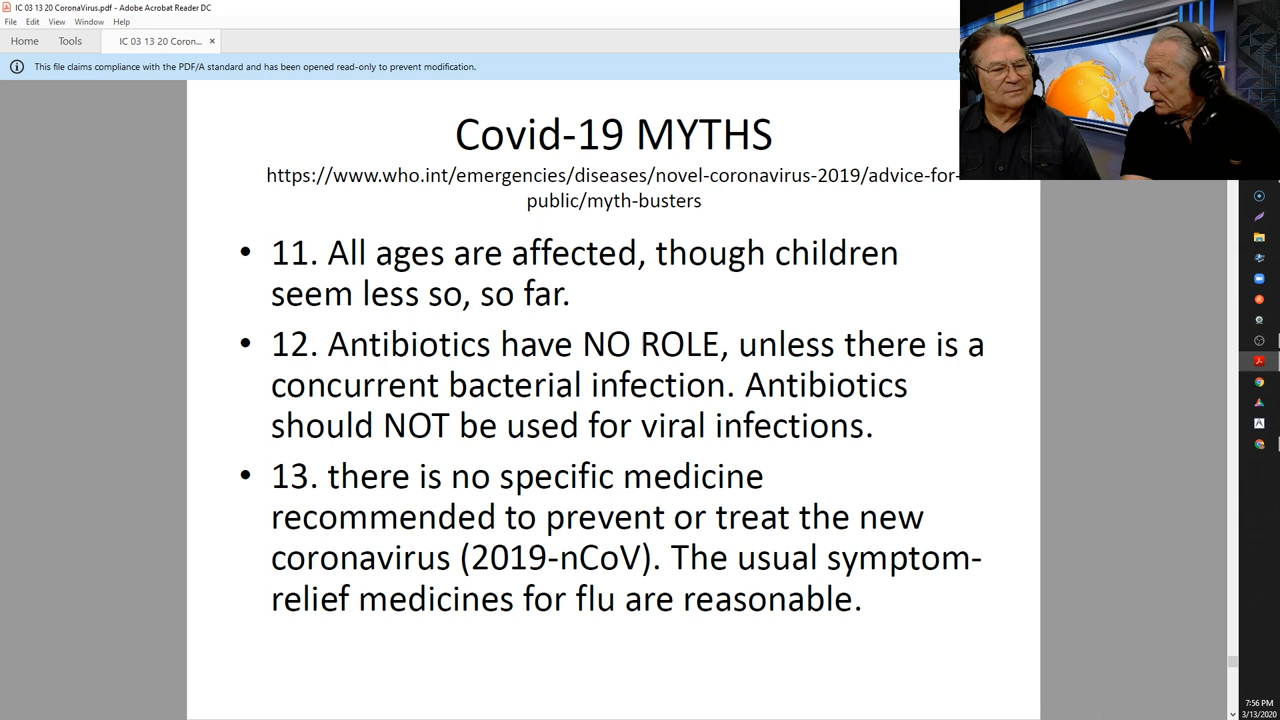 IC 03 13 20 CoronaVirus.pdf - Adobe Acrobat Reader DC
File Edit View Window Help
Home Tools IC 03 13 20 Coron... ×
This file claims compliance with the PDF/A standard and has been opened read-only to prevent modification.
Covid-19 MYTHS
https://www.who.int/emergencies/diseases/novel-coronavirus-2019/advice-for-
public/myth-busters
• 11. All ages are affected, though children
seem less so, so far.
• 12. Antibiotics have NO ROLE, unless there is a
concurrent bacterial infection. Antibiotics
should NOT be used for viral infections.
• 13. there is no specific medicine
recommended to prevent or treat the new
coronavirus (2019-nCoV). The usual symptom-
relief medicines for flu are reasonable.
7:56 PM
3/13/2020